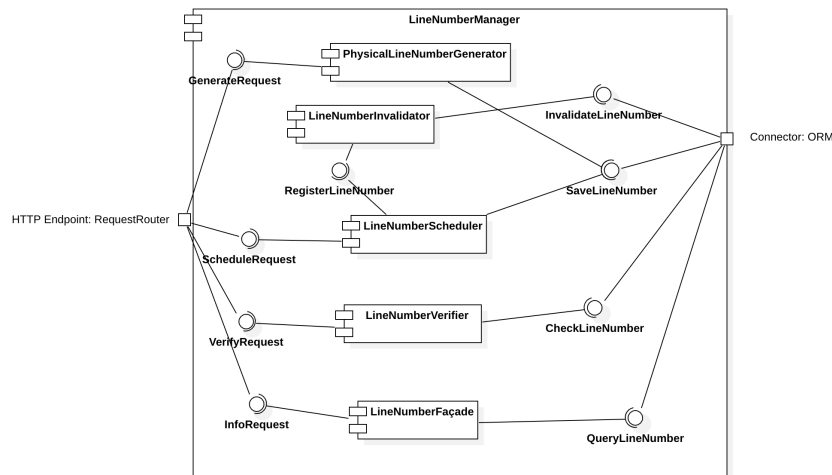 LineNumberManager
PhysicalLineNumberGenerator
GenerateRequest
LineNumberInvalidator
InvalidateLineNumber
Connector: ORM
RegisterLineNumber
SaveLineNumber
HTTP Endpoint: RequestRouter
LineNumberScheduler
ScheduleRequest
LineNumberVerifier
CheckLineNumber
VerifyRequest
LineNumberFaçade
InfoRequest
QueryLineNumber